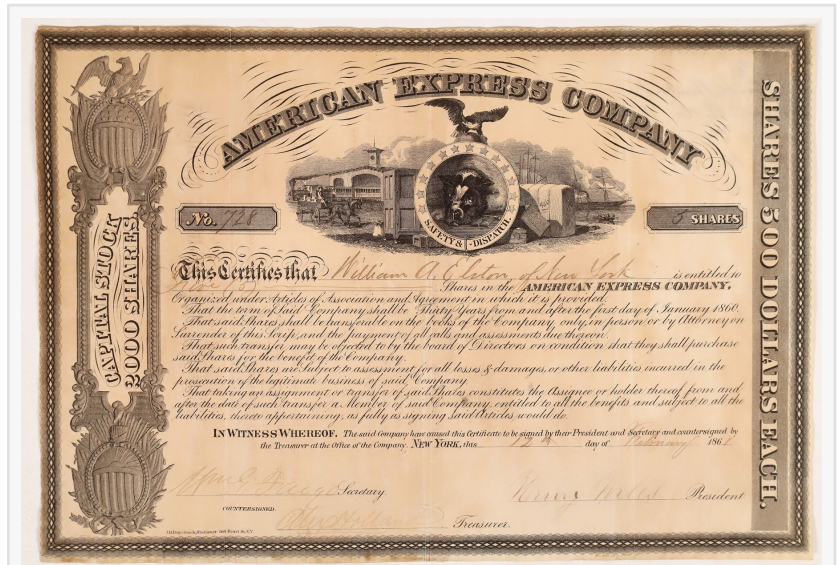 AMERICAN EXPRESS COMPANY
CAPITAL STOCK
2000 SHARES
SHARES 500 DOLLARS EACH.
SAFETY & DISPATCH
No. 728
5 SHARES
This Certifies that William A. of New York is entitled to
Shares in the AMERICAN EXPRESS COMPANY,
Organized under Articles of Association and Agreement in which it is provided:
That the term of Said Company shall be Thirty Years from and after the first day of January 1860.
That said Shares shall be transferable on the books of the Company, only, in person or by Attorney on
Surrender of this Scrip, and the payment of all calls and assessments due thereon.
That such transfer may be objected to by the board of Directors on condition that they shall purchase
said Shares for the benefit of the Company.
That said Shares are Subject to assessment for all losses & damages, or other liabilities incurred in the
prosecution of the legitimate business of said Company.
That taking an assignment or transfer of said Shares constitutes the Assignee or holder thereof from and
after the date of such transfer a Member of said Company, entitled to all the benefits and subject to all the
liabilities, thereto appertaining, as fully as signing Said Articles would do.
IN WITNESS WHEREOF. The said Company have caused this Certificate to be signed by their President and Secretary and countersigned by
the Treasurer at the Office of the Company. NEW YORK, this 12th day of February 186
Secretary. Henry Wells President
COUNTERSIGNED.
Treasurer.